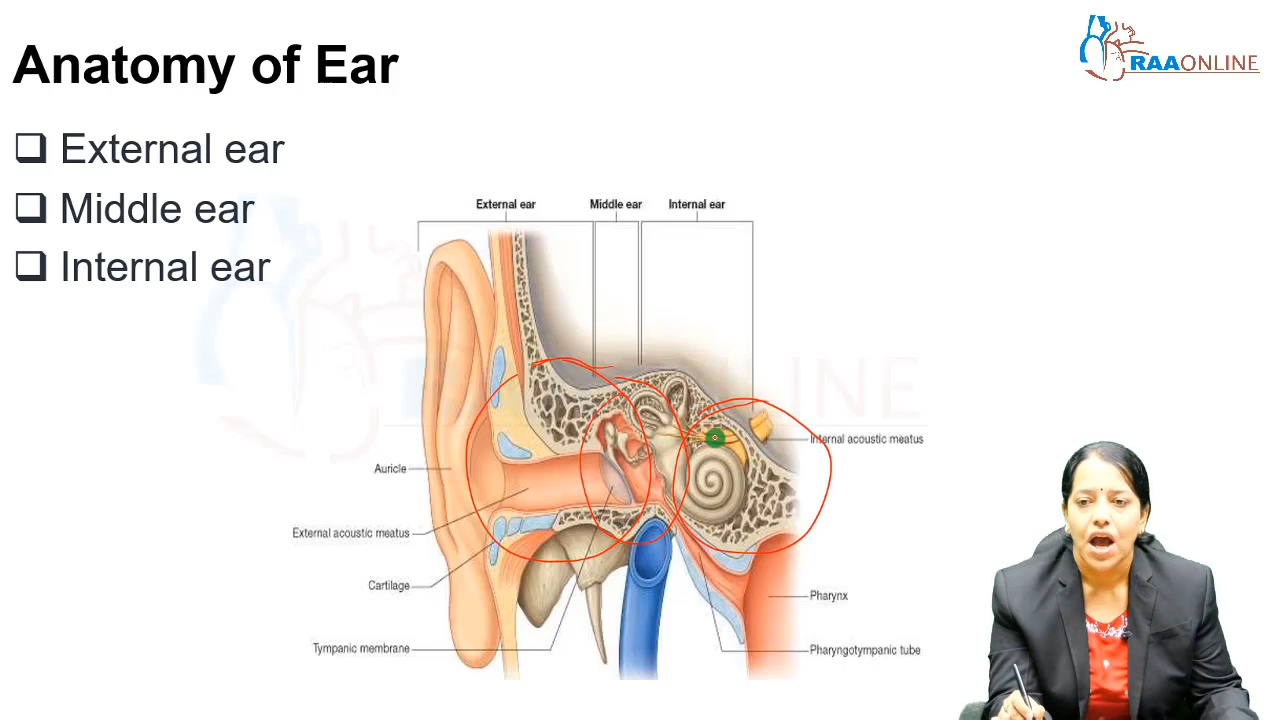 Anatomy of Ear
RAAONLINE
❑ External ear
❑ Middle ear
❑ Internal ear
External ear
Middle ear
Internal ear
Internal acoustic meatus
Auricle
External acoustic meatus
Cartilage
Pharynx
Tympanic membrane
Pharyngotympanic tube
RAAONLINE